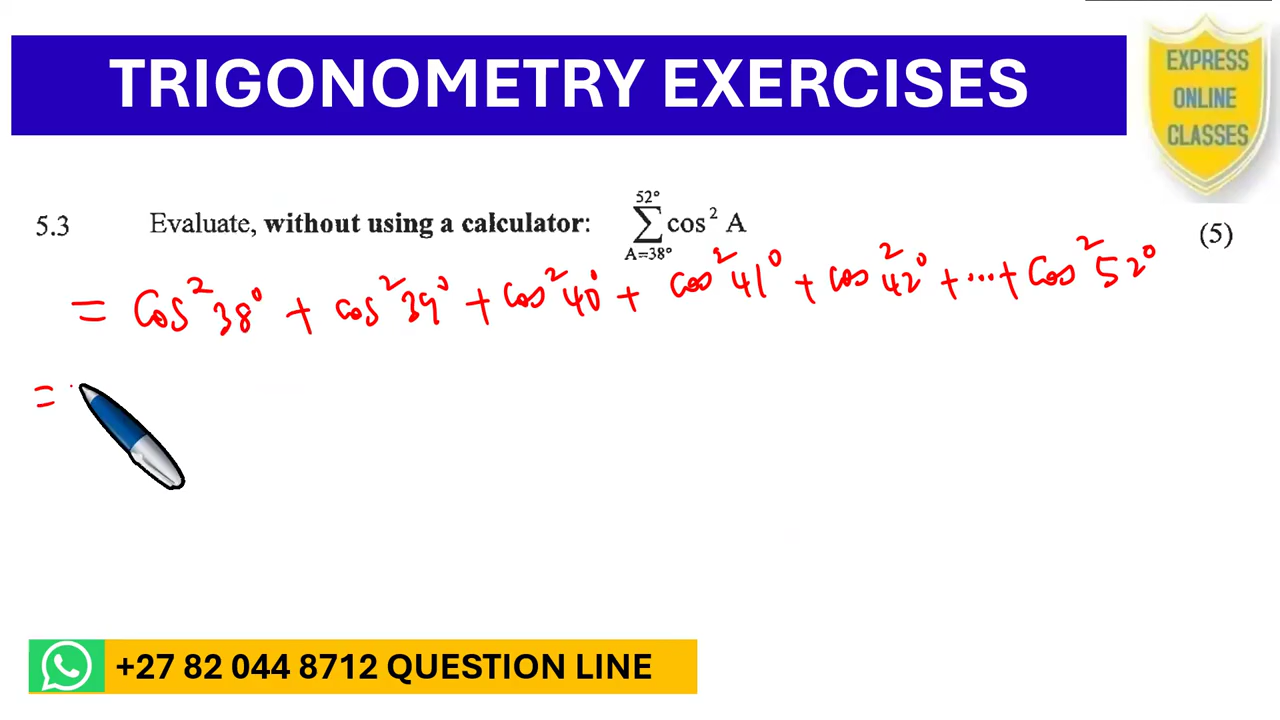 TRIGONOMETRY EXERCISES
EXPRESS
ONLINE
CLASSES
5.3 Evaluate, without using a calculator: 52° ∑ A=38° cos² A (5)
= cos²38° + cos²39° + cos²40° + cos²41° + cos²42° + ... + cos²52°
=
+27 82 044 8712 QUESTION LINE